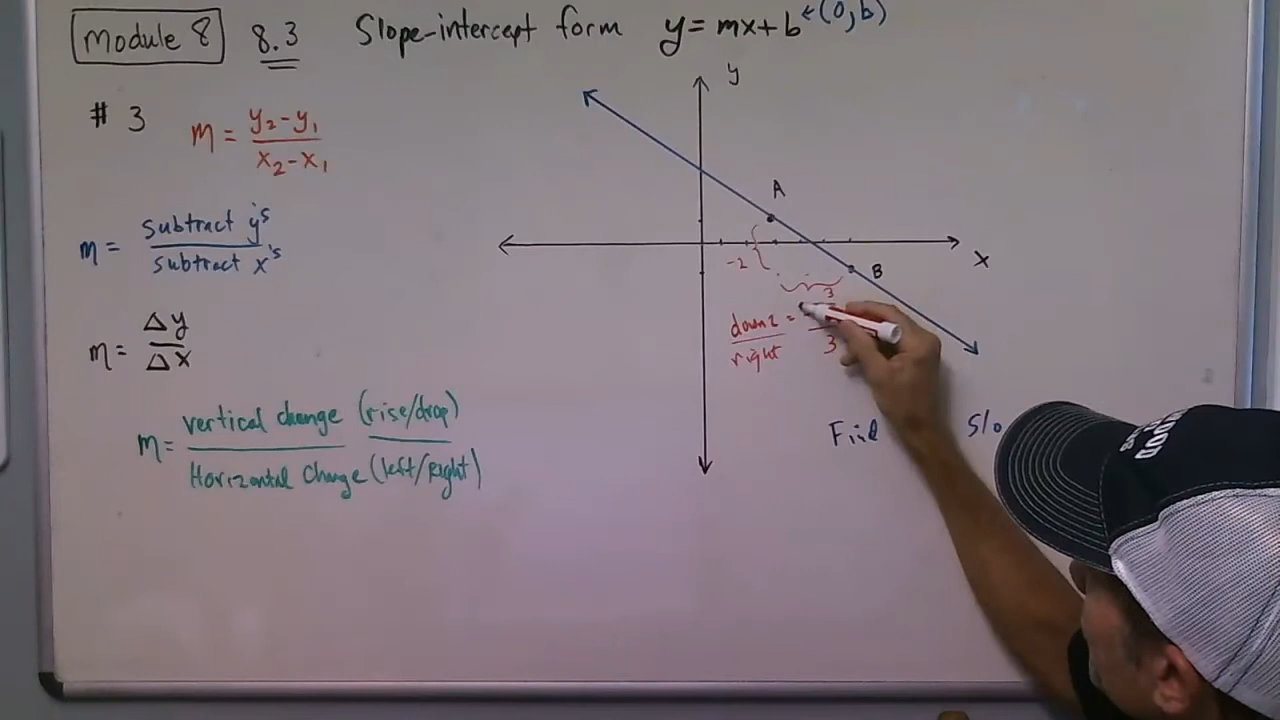 Module 8 8.3 Slope-intercept form y = mx + b ← (0, b)
# 3
m = y₂ - y₁ / x₂ - x₁
m = subtract y's / subtract x's
m = Δy / Δx
m = vertical change (rise/drop) / Horizontal Change (left/Right)
y
A
x
B
-2
3
down 2 / right =
3
Find Slo